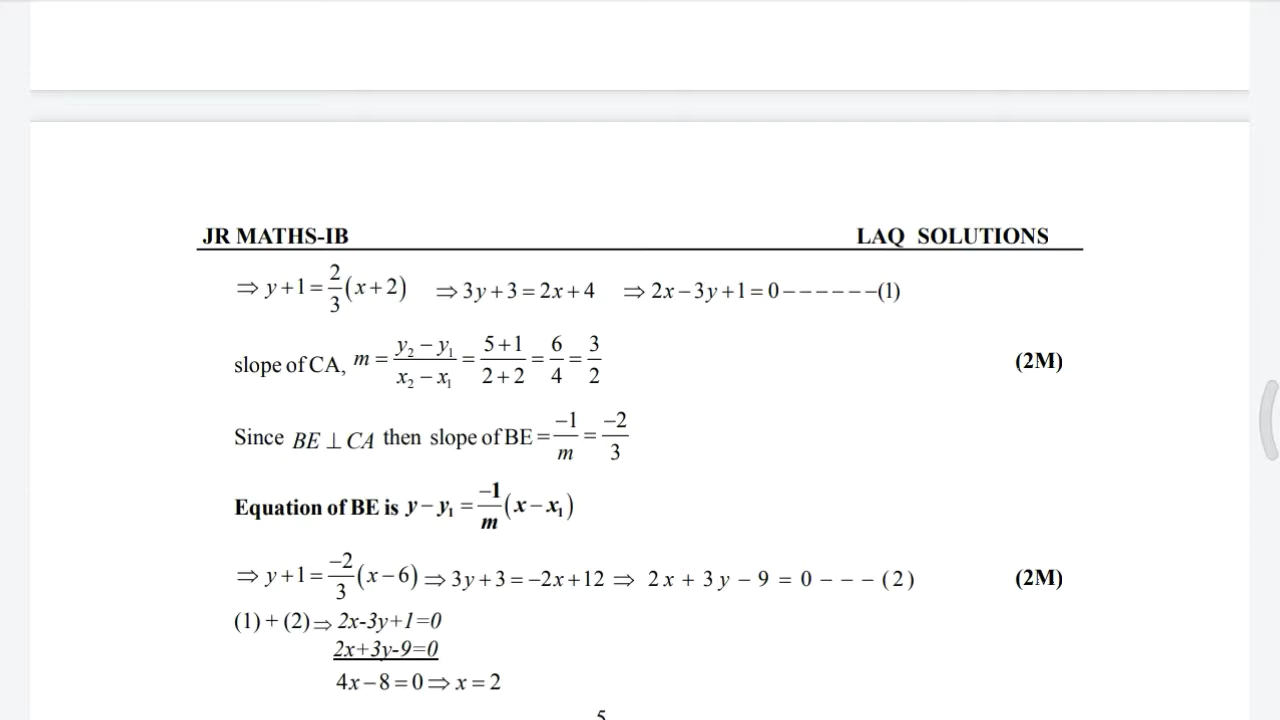 JR MATHS-IB LAQ SOLUTIONS
⇒ y+1 = 2/3 (x+2) ⇒ 3y+3 = 2x+4 ⇒ 2x−3y+1 = 0 −−−−−−(1)
slope of CA, m = (y₂ − y₁)/(x₂ − x₁) = (5+1)/(2+2) = 6/4 = 3/2 (2M)
Since BE ⊥ CA then slope of BE = −1/m = −2/3
Equation of BE is y − y₁ = −1/m (x − x₁)
⇒ y+1 = −2/3 (x−6) ⇒ 3y+3 = −2x+12 ⇒ 2x + 3y − 9 = 0 − − − (2) (2M)
(1) + (2) ⇒ 2x-3y+1=0
2x+3y-9=0
4x − 8 = 0 ⇒ x = 2
5